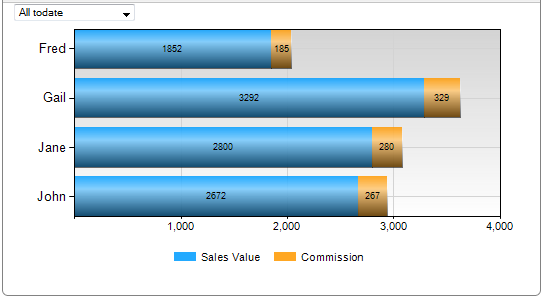 All todate
Fred 1852 185
Gail 3292 329
Jane 2800 280
John 2672 267
1,000 2,000 3,000 4,000
Sales Value Commission